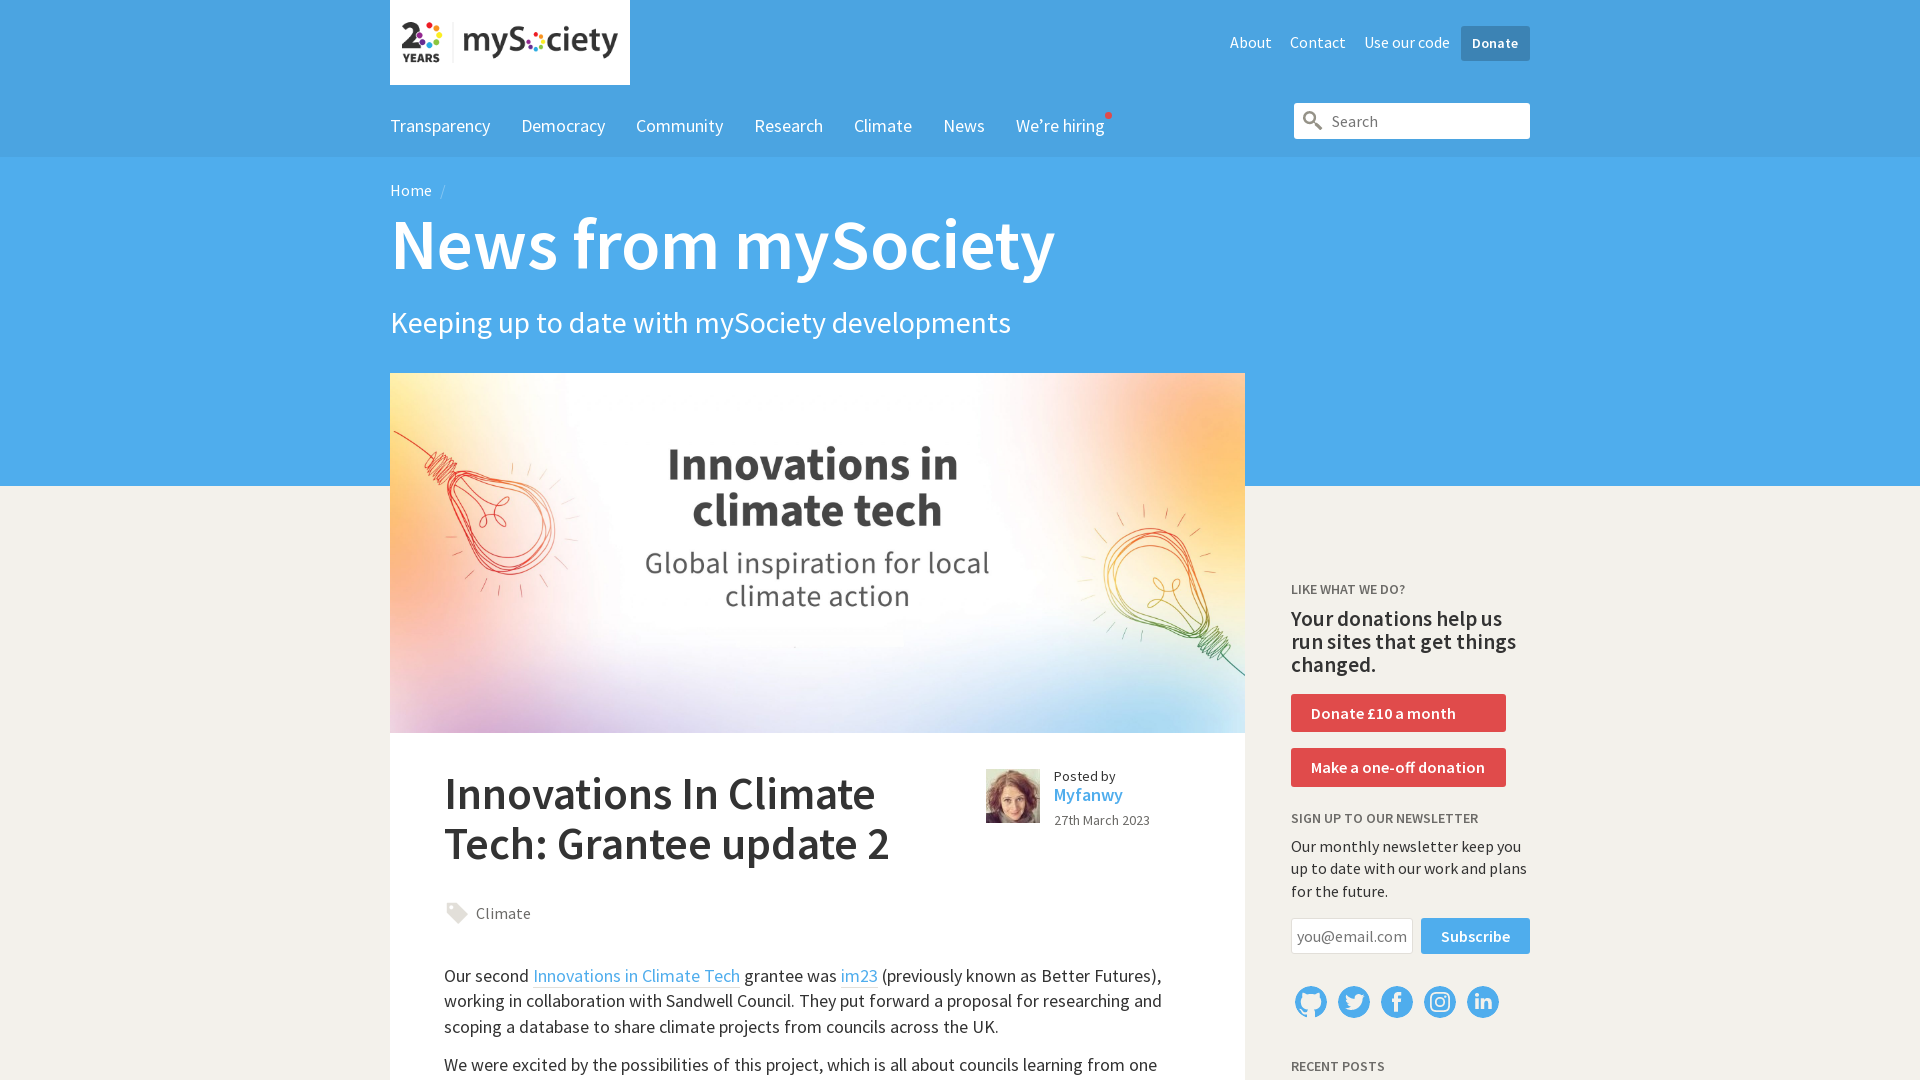 20
YEARS
mySociety
About
Contact
Use our code
Donate
Transparency
Democracy
Community
Research
Climate
News
We’re hiring
Search
Home /
News from mySociety
Keeping up to date with mySociety developments
Innovations in
climate tech
Global inspiration for local
climate action
Innovations In Climate
Tech: Grantee update 2
Posted by
Myfanwy
27th March 2023
Climate
Our second Innovations in Climate Tech grantee was im23 (previously known as Better Futures),
working in collaboration with Sandwell Council. They put forward a proposal for researching and
scoping a database to share climate projects from councils across the UK.
We were excited by the possibilities of this project, which is all about councils learning from one
LIKE WHAT WE DO?
Your donations help us
run sites that get things
changed.
Donate £10 a month
Make a one-off donation
SIGN UP TO OUR NEWSLETTER
Our monthly newsletter keep you
up to date with our work and plans
for the future.
you@email.com
Subscribe
RECENT POSTS